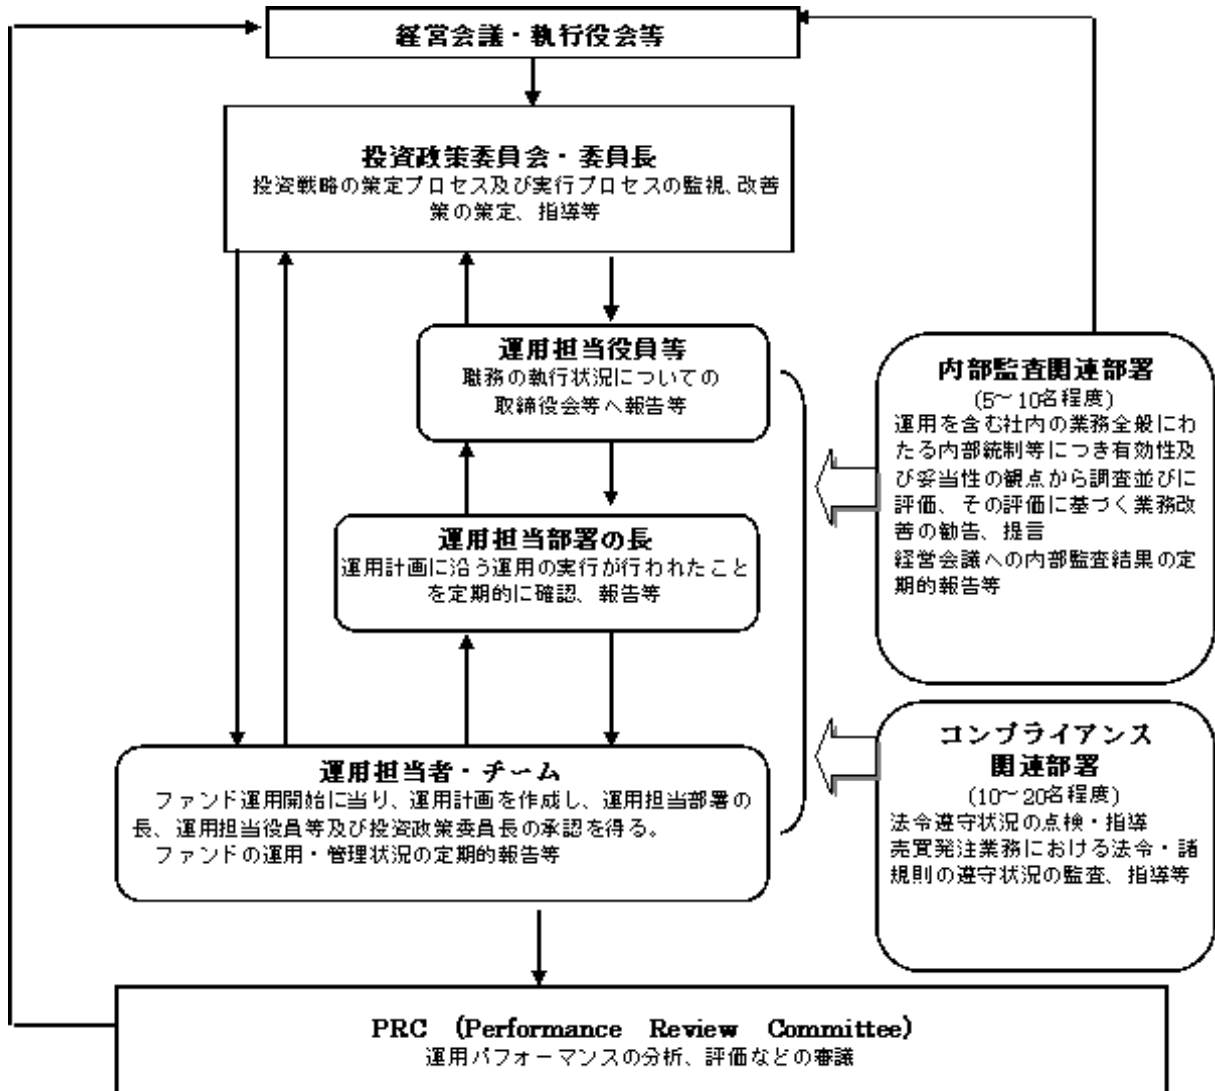 経営会議・執行役会等
投資政策委員会・委員長
投資戦略の策定プロセス及び実行プロセスの監視、改善
策の策定、指導等
運用担当役員等
職務の執行状況についての
取締役会等へ報告等
運用担当部署の長
運用計画に沿う運用の実行が行われたこと
を定期的に確認、報告等
運用担当者・チーム
ファンド運用開始に当り、運用計画を作成し、運用担当部署の
長、運用担当役員等及び投資政策委員長の承認を得る。
ファンドの運用・管理状況の定期的報告等
内部監査関連部署
(5～10名程度)
運用を含む社内の業務全般にわ
たる内部統制等につき有効性及
び妥当性の観点から調査並びに
評価、その評価に基づく業務改
善の勧告、提言
経営会議への内部監査結果の定
期的報告等
コンプライアンス
関連部署
(10～20名程度)
法令遵守状況の点検・指導
売買発注業務における法令・諸
規則の遵守状況の監査、指導等
PRC (Performance Review Committee)
運用パフォーマンスの分析、評価などの審議